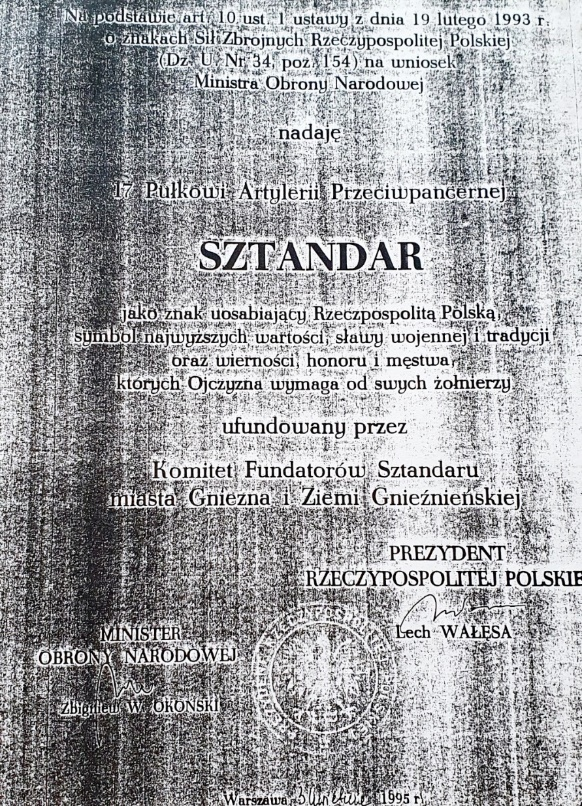 Na podstawie art. 10 ust. 1 ustawy z dnia 19 lutego 1993 r.
o znakach Sił Zbrojnych Rzeczypospolitej Polskiej
(Dz. U. Nr 34, poz. 154) na wniosek
Ministra Obrony Narodowej
nadaję
17 Pułkowi Artylerii Przeciwpancernej
SZTANDAR
jako znak uosabiający Rzeczpospolitą Polską,
symbol najwyższych wartości, sławy wojennej i tradycji
oraz wierności, honoru i męstwa,
których Ojczyzna wymaga od swych żołnierzy
ufundowany przez
Komitet Fundatorów Sztandaru
miasta Gniezna i Ziemi Gnieźnieńskiej
PREZYDENT
RZECZYPOSPOLITEJ POLSKIE
Lech WAŁĘSA
MINISTER
OBRONY NARODOWEJ
Zbigniew W. OKOŃSKI
Warszawa, 1995 r.